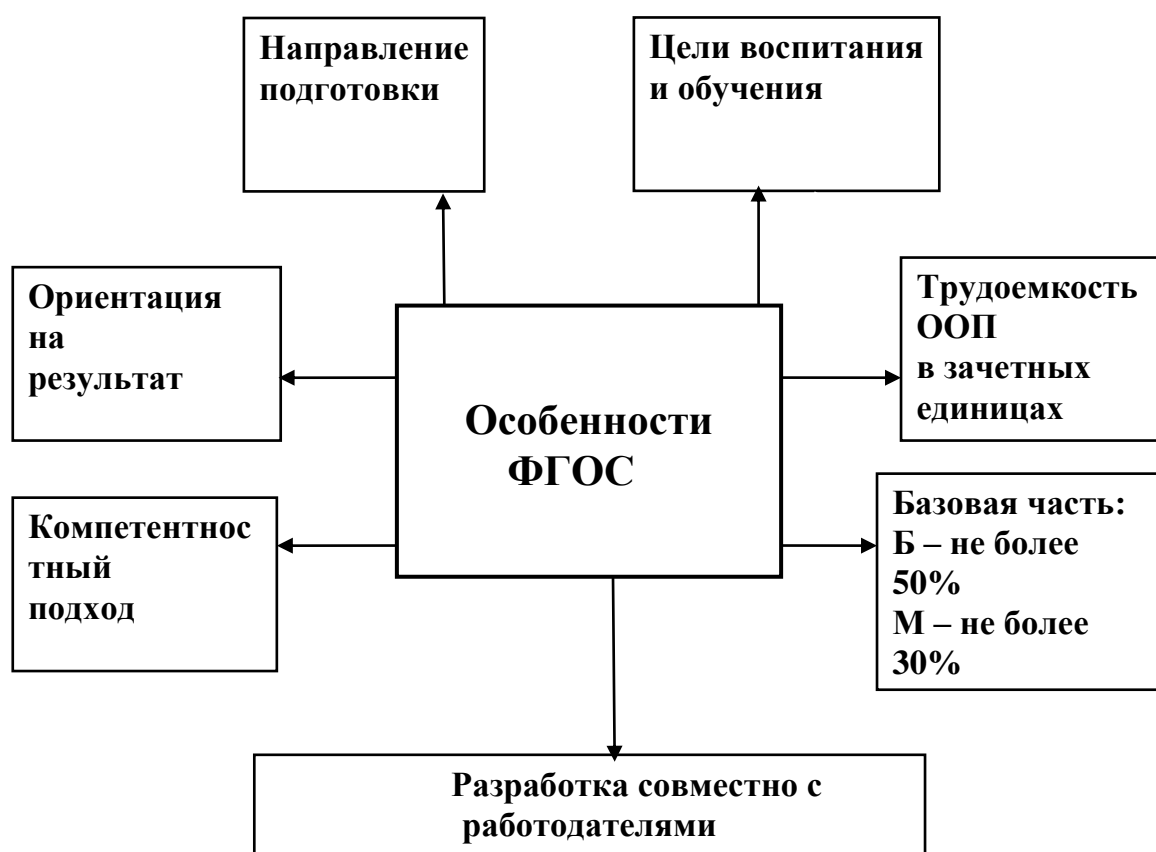 Направление
подготовки
Цели воспитания
и обучения
Ориентация
на
результат
Трудоемкость
ООП
в зачетных
единицах
Особенности
ФГОС
Компетентнос
тный
подход
Базовая часть:
Б – не более
50%
М – не более
30%
Разработка совместно с
работодателями